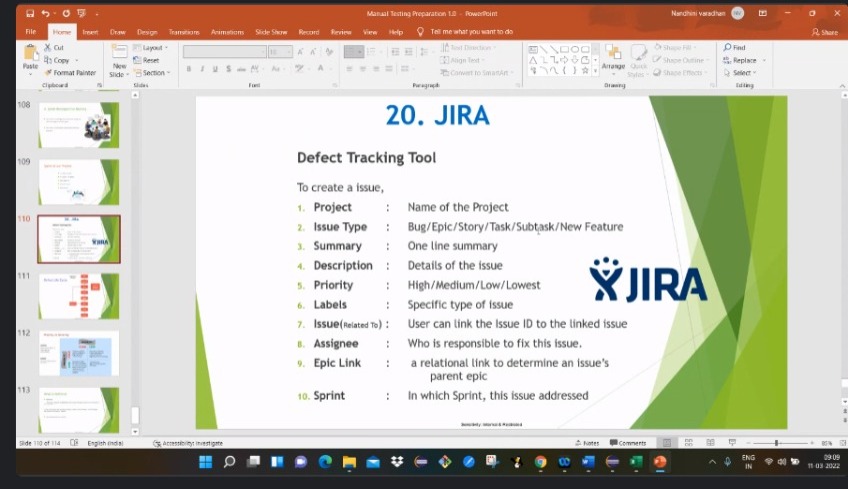 Manual Testing Preparation 1.0 - PowerPoint
Nandhini varadhan
File Home Insert Draw Design Transitions Animations Slide Show Record Review View Help Tell me what you want to do
Share
Paste
Cut
Copy
Format Painter
Clipboard
New Slide
Layout
Reset
Section
Slides
Font
Text Direction
Align Text
Convert to SmartArt
Paragraph
Arrange
Quick Styles
Shape Fill
Shape Outline
Shape Effects
Drawing
Find
Replace
Select
Editing
108
109
110
111
112
113
20. JIRA
Defect Tracking Tool
To create a issue,
1. Project : Name of the Project
2. Issue Type : Bug/Epic/Story/Task/Subtask/New Feature
3. Summary : One line summary
4. Description : Details of the issue
5. Priority : High/Medium/Low/Lowest
6. Labels : Specific type of issue
7. Issue(Related To) : User can link the Issue ID to the linked issue
8. Assignee : Who is responsible to fix this issue.
9. Epic Link : a relational link to determine an issue's
parent epic
10. Sprint : In which Sprint, this issue addressed
JIRA
Slide 110 of 114 English (India) Accessibility: Investigate
Notes Comments 85%
ENG
IN
09:09
11-03-2022